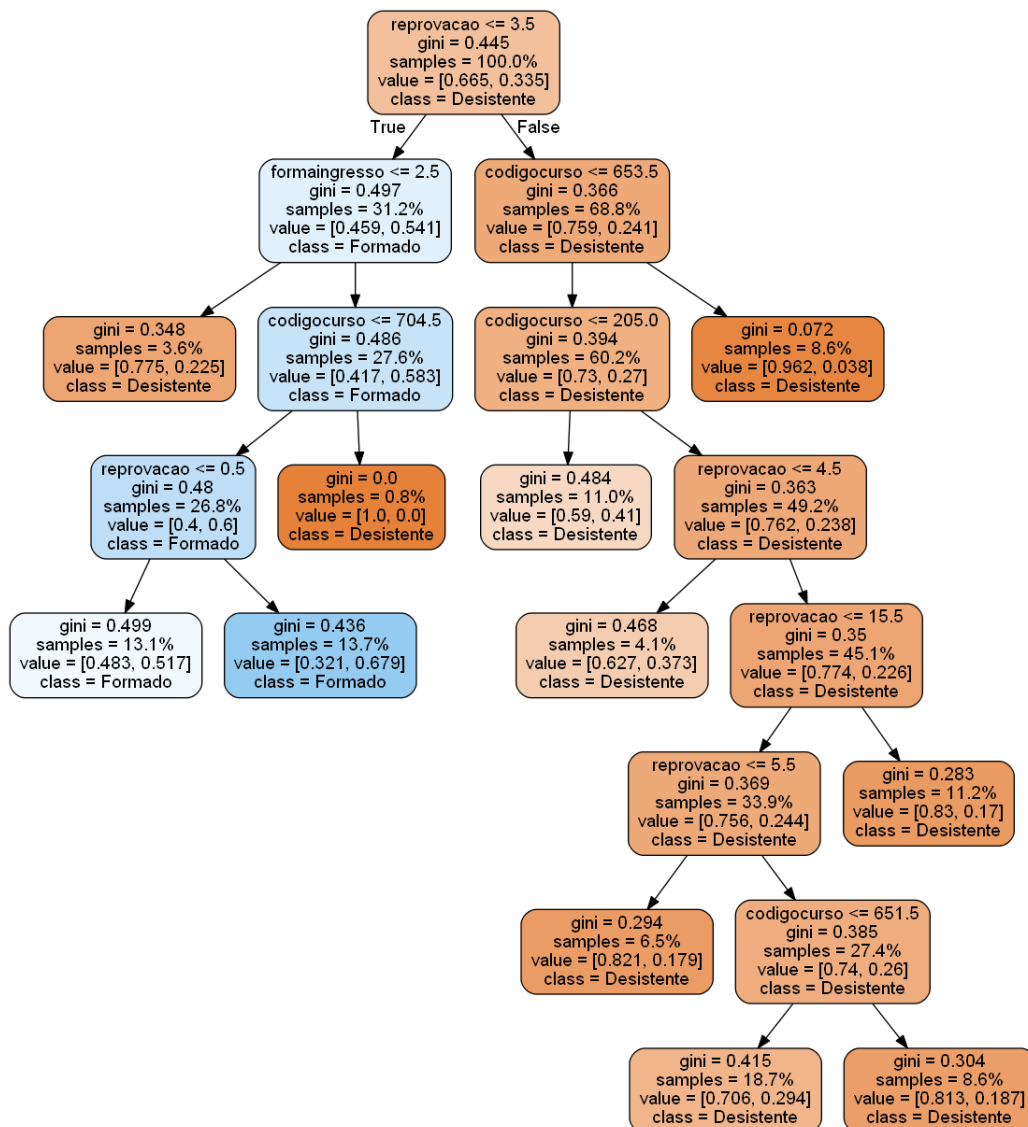 reprovacao <= 3.5
gini = 0.445
samples = 100.0%
value = [0.665, 0.335]
class = Desistente
True
False
formaingresso <= 2.5
gini = 0.497
samples = 31.2%
value = [0.459, 0.541]
class = Formado
codigocurso <= 653.5
gini = 0.366
samples = 68.8%
value = [0.759, 0.241]
class = Desistente
gini = 0.348
samples = 3.6%
value = [0.775, 0.225]
class = Desistente
codigocurso <= 704.5
gini = 0.486
samples = 27.6%
value = [0.417, 0.583]
class = Formado
codigocurso <= 205.0
gini = 0.394
samples = 60.2%
value = [0.73, 0.27]
class = Desistente
gini = 0.072
samples = 8.6%
value = [0.962, 0.038]
class = Desistente
reprovacao <= 0.5
gini = 0.48
samples = 26.8%
value = [0.4, 0.6]
class = Formado
gini = 0.0
samples = 0.8%
value = [1.0, 0.0]
class = Desistente
gini = 0.484
samples = 11.0%
value = [0.59, 0.41]
class = Desistente
reprovacao <= 4.5
gini = 0.363
samples = 49.2%
value = [0.762, 0.238]
class = Desistente
gini = 0.499
samples = 13.1%
value = [0.483, 0.517]
class = Formado
gini = 0.436
samples = 13.7%
value = [0.321, 0.679]
class = Formado
gini = 0.468
samples = 4.1%
value = [0.627, 0.373]
class = Desistente
reprovacao <= 15.5
gini = 0.35
samples = 45.1%
value = [0.774, 0.226]
class = Desistente
reprovacao <= 5.5
gini = 0.369
samples = 33.9%
value = [0.756, 0.244]
class = Desistente
gini = 0.283
samples = 11.2%
value = [0.83, 0.17]
class = Desistente
gini = 0.294
samples = 6.5%
value = [0.821, 0.179]
class = Desistente
codigocurso <= 651.5
gini = 0.385
samples = 27.4%
value = [0.74, 0.26]
class = Desistente
gini = 0.415
samples = 18.7%
value = [0.706, 0.294]
class = Desistente
gini = 0.304
samples = 8.6%
value = [0.813, 0.187]
class = Desistente